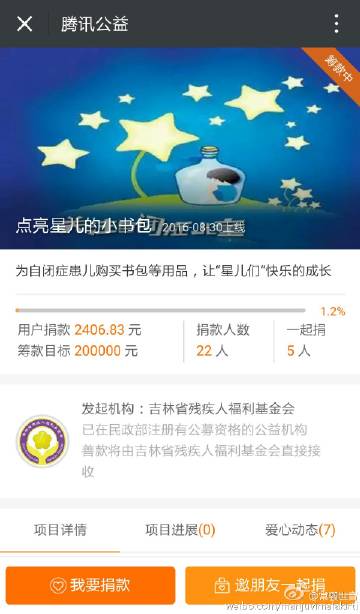 腾讯公益
筹款中
点亮星儿的小书包 2016-08-30上线
为自闭症患儿购买书包等用品，让"星儿们"快乐的成长
1.2%
用户捐款 2406.83 元 捐款人数 一起捐
筹款目标 200000 元 22 人 5 人
发起机构：吉林省残疾人福利基金会
已在民政部注册有公募资格的公益机构
善款将由吉林省残疾人福利基金会直接接
收
项目详情 项目进展(0) 爱心动态(7)
我要捐款 邀朋友一起捐